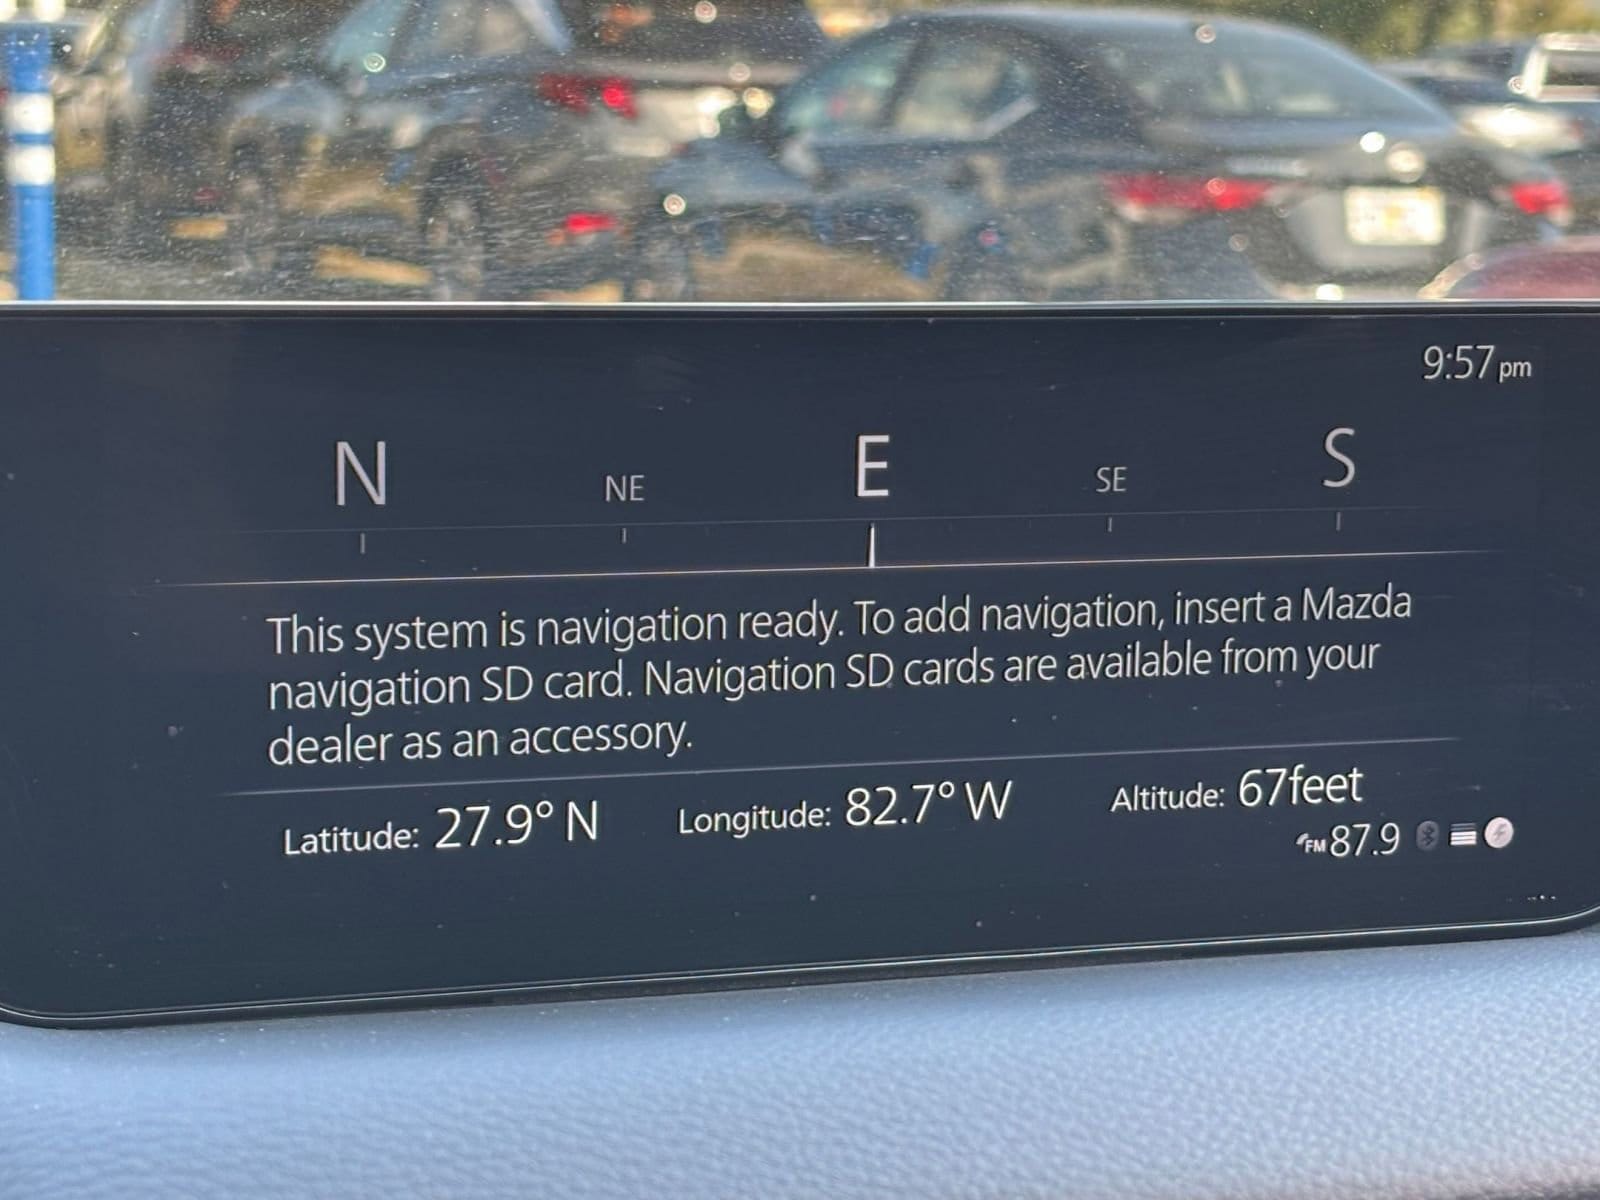 9:57 pm
N NE E SE S
This system is navigation ready. To add navigation, insert a Mazda
navigation SD card. Navigation SD cards are available from your
dealer as an accessory.
Latitude: 27.9° N Longitude: 82.7° W Altitude: 67feet
FM 87.9